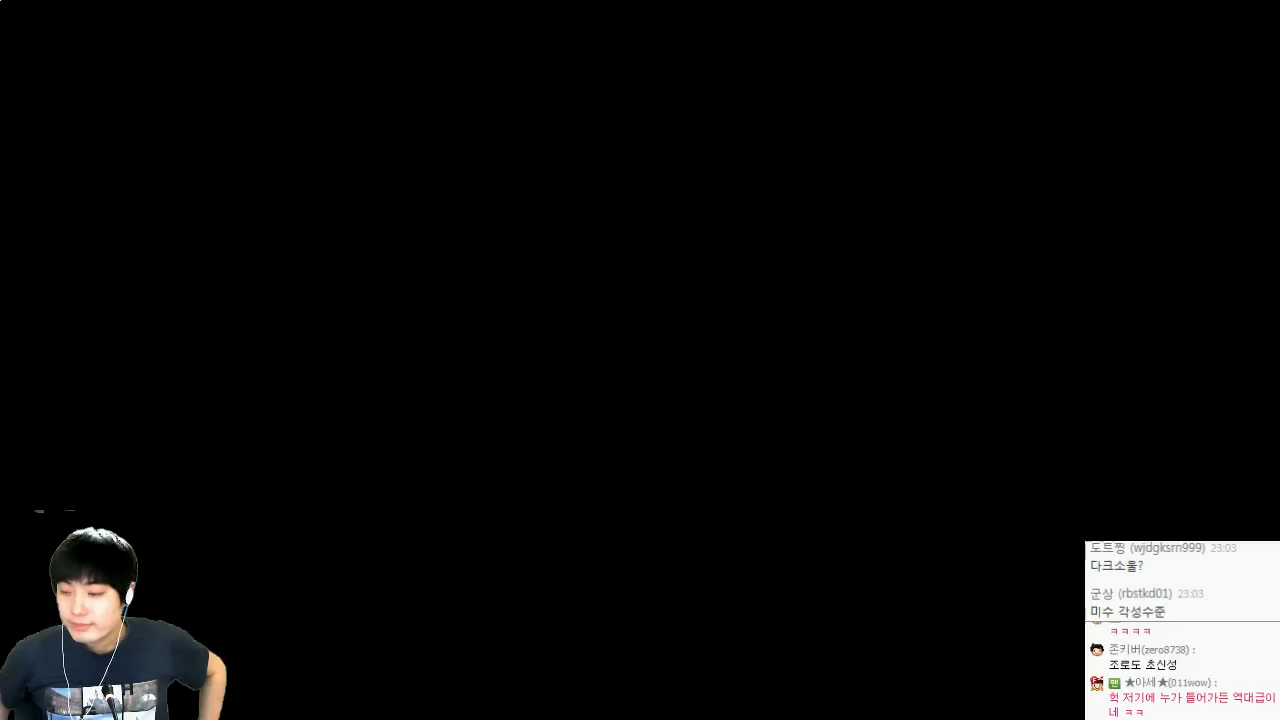 도트찡 (wjdgksrn999) 23:03
다크소울?
군상 (rbstkd01) 23:03
미수 각성수준
ㅋㅋㅋㅋ
존키버(zero8738) :
조로도 초신성
팬 ★아세★(011wow) :
헉 저기에 누가 들어가든 역대급이
네 ㅋㅋ